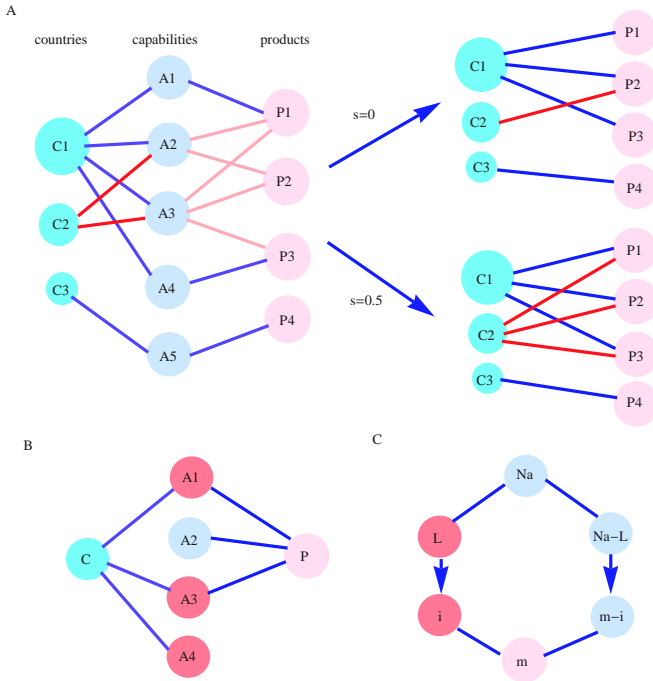 A
countries capabilities products
C1
C2
C3
A1
A2
A3
A4
A5
P1
P2
P3
P4
s=0
s=0.5
C1
C2
C3
P1
P2
P3
P4
C1
C2
C3
P1
P2
P3
P4
B
C
A1
A2
A3
A4
P
C
Na
L
Na-L
i
m-i
m